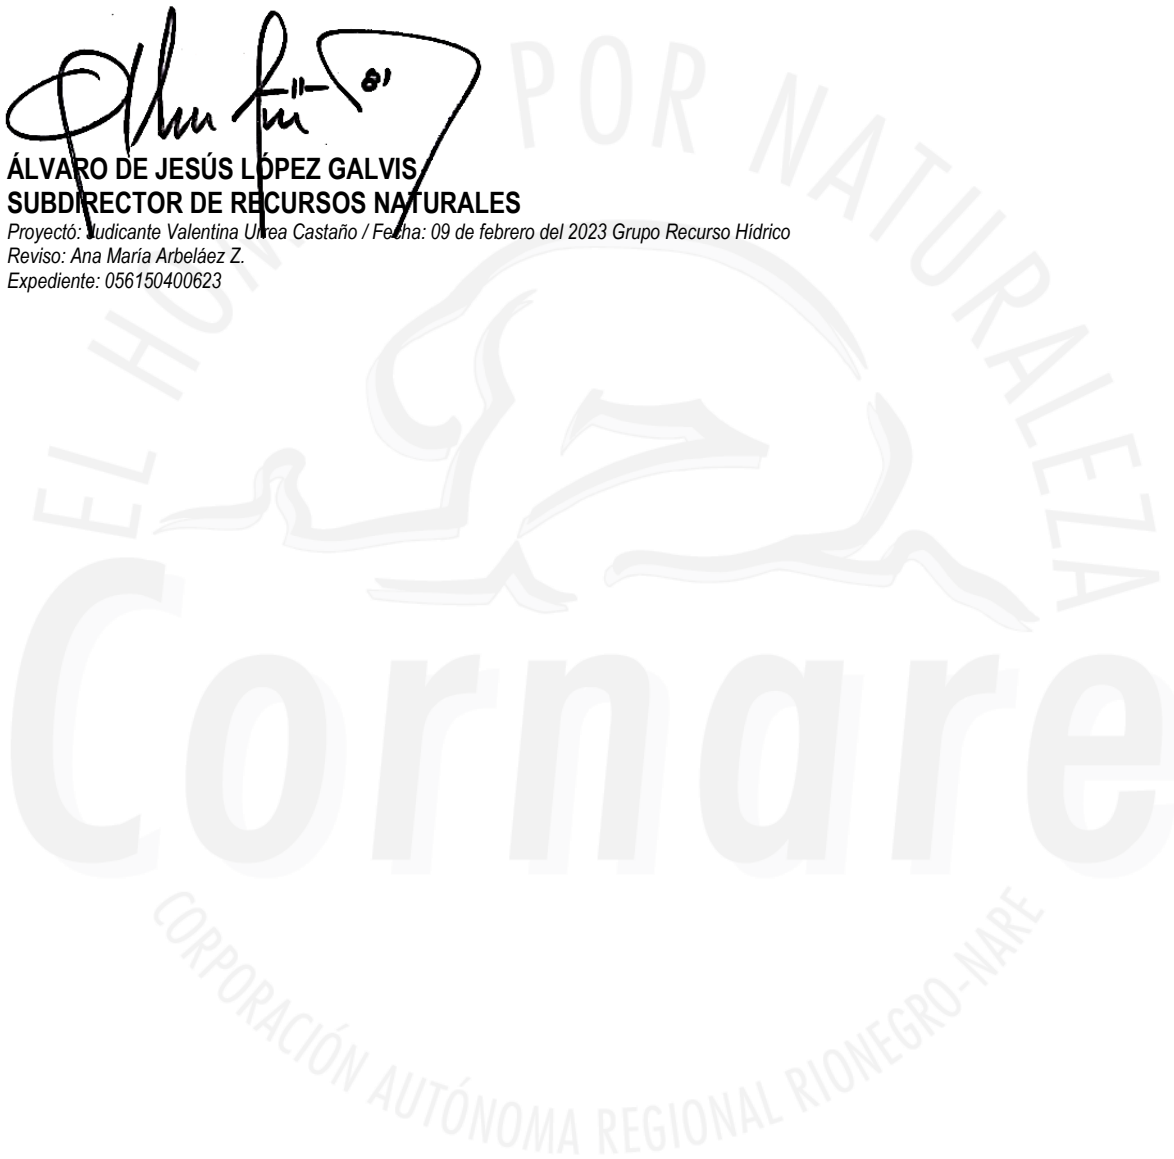 ÁLVARO DE JESÚS LÓPEZ GALVIS
SUBDIRECTOR DE RECURSOS NATURALES
Proyectó: Judicante Valentina Urrea Castaño / Fecha: 09 de febrero del 2023 Grupo Recurso Hídrico
Reviso: Ana María Arbeláez Z.
Expediente: 056150400623
EL HOMBRE POR NATURALEZA
Cornare
CORPORACIÓN AUTÓNOMA REGIONAL RIONEGRO-NARE